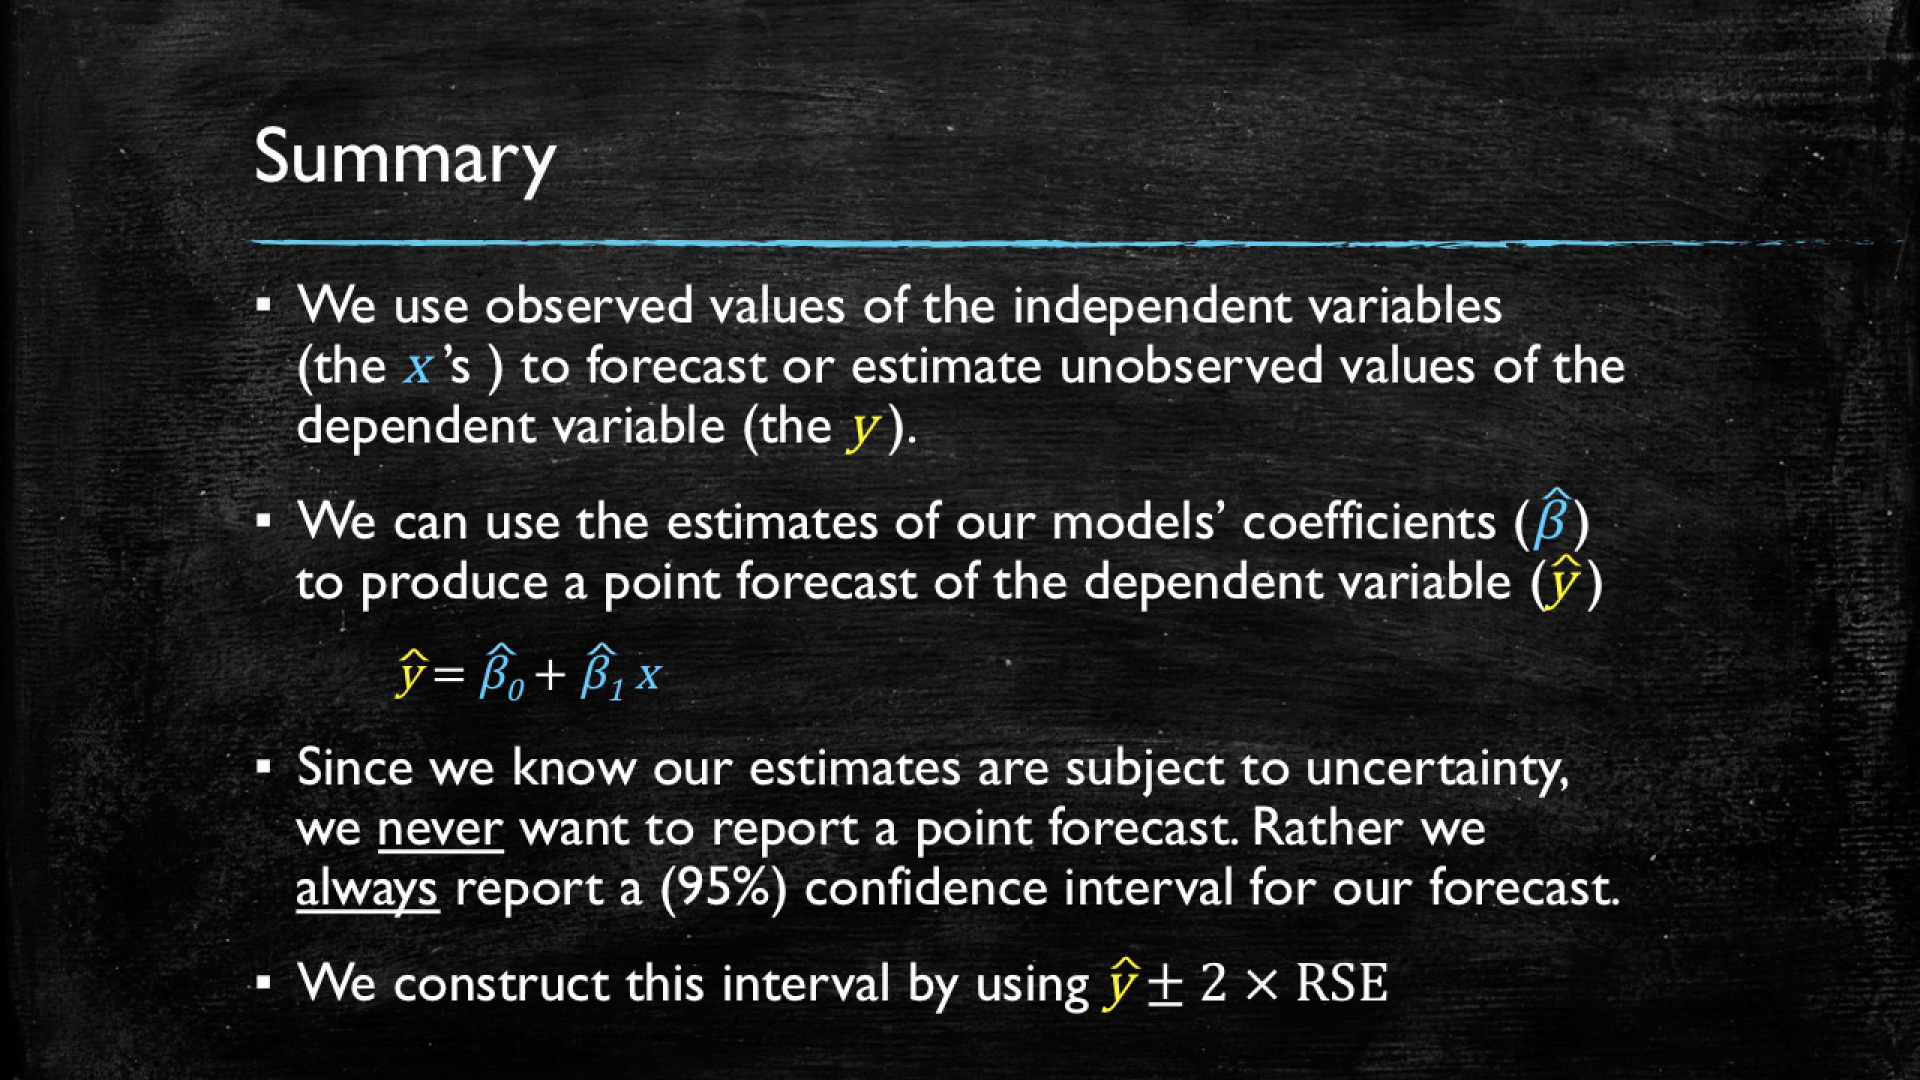 Summary
▪ We use observed values of the independent variables
(the x's ) to forecast or estimate unobserved values of the
dependent variable (the y ).
▪ We can use the estimates of our models’ coefficients (β̂)
to produce a point forecast of the dependent variable (ŷ)
ŷ = β̂₀ + β̂₁ x
▪ Since we know our estimates are subject to uncertainty,
we never want to report a point forecast. Rather we
always report a (95%) confidence interval for our forecast.
▪ We construct this interval by using ŷ ± 2 × RSE